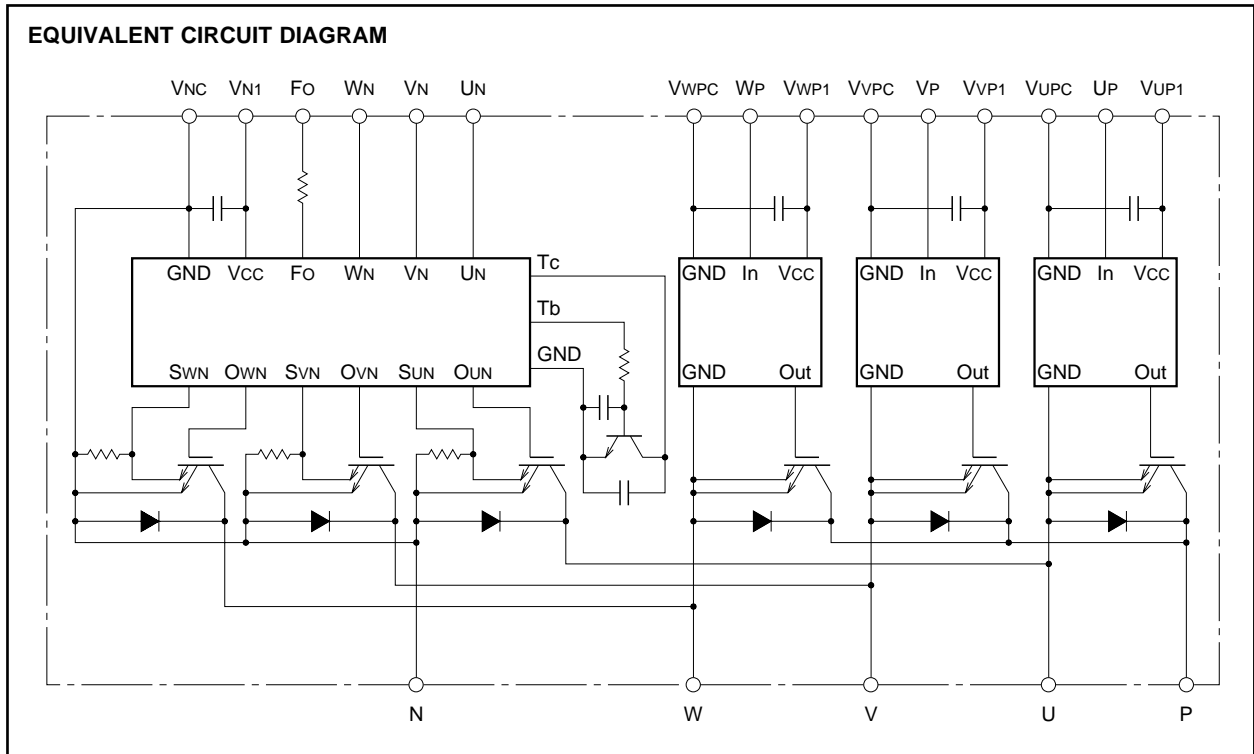 EQUIVALENT CIRCUIT DIAGRAM
VNC VN1 FO WN VN UN VWPC WP VWP1 VVPC VP VVP1 VUPC UP VUP1
GND VCC FO WN VN UN Tc GND In VCC GND In VCC GND In VCC
Tb
GND
SWN OWN SVN OVN SUN OUN GND Out GND Out GND Out
N W V U P